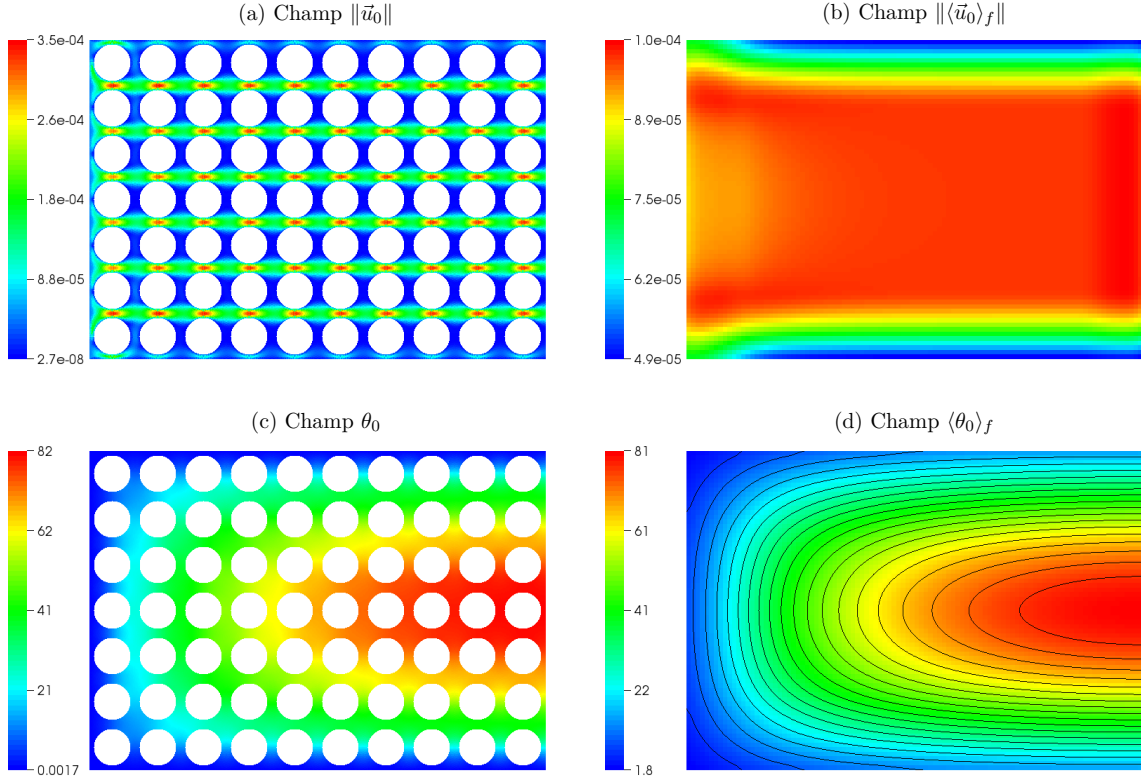 (a) Champ ‖u⃗₀‖
3.5e-04
2.6e-04
1.8e-04
8.8e-05
2.7e-08
(b) Champ ‖⟨u⃗₀⟩f‖
1.0e-04
8.9e-05
7.5e-05
6.2e-05
4.9e-05
(c) Champ θ₀
82
62
41
21
0.0017
(d) Champ ⟨θ₀⟩f
81
61
41
22
1.8